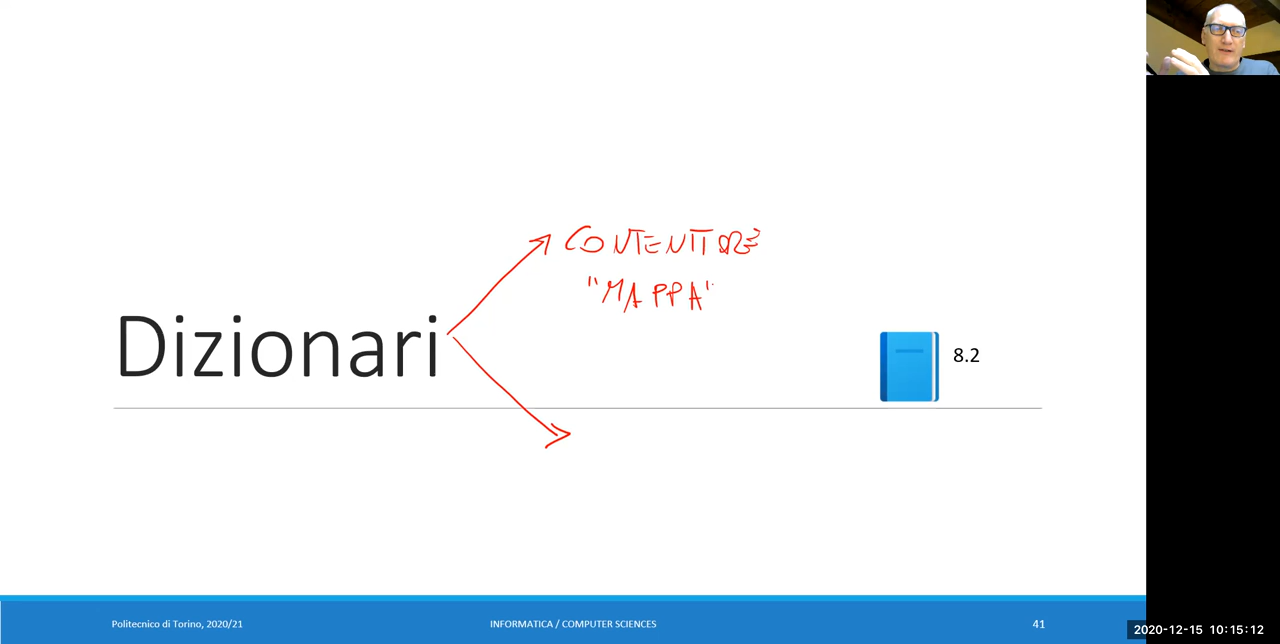 CONTENITORE
"MAPPA"
Dizionari
8.2
Politecnico di Torino, 2020/21
INFORMATICA / COMPUTER SCIENCES
41
2020-12-15 10:15:12